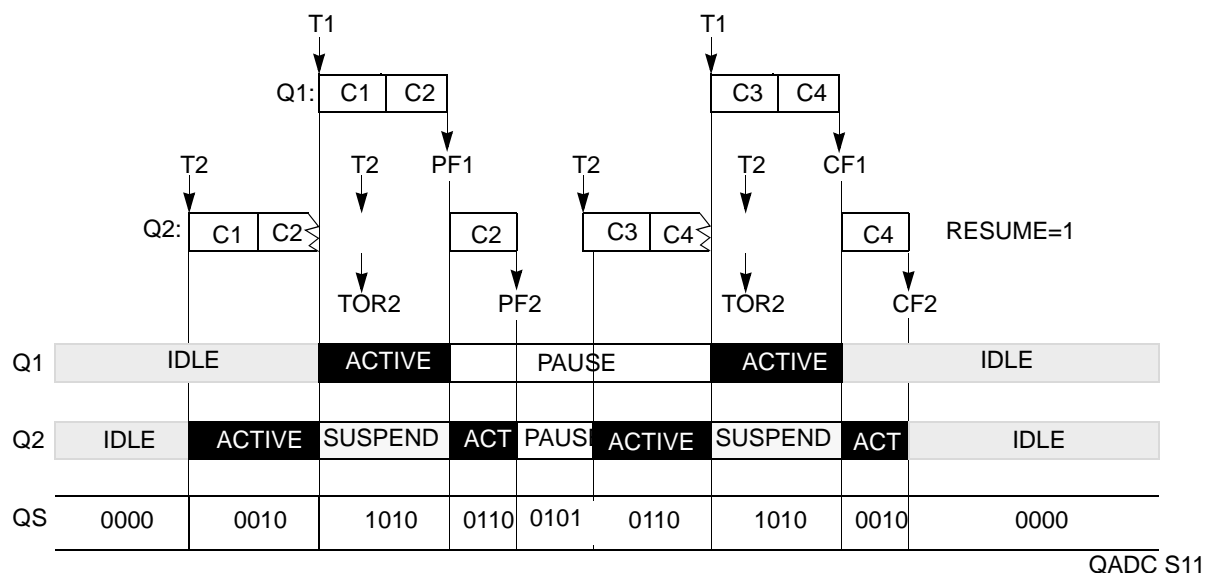 T1 T1
Q1: C1 C2 C3 C4
T2 T2 PF1 T2 T2 CF1
Q2: C1 C2 C2 C3 C4 C4 RESUME=1
TOR2 PF2 TOR2 CF2
Q1 IDLE ACTIVE PAUSE ACTIVE IDLE
Q2 IDLE ACTIVE SUSPEND ACT PAUSE ACTIVE SUSPEND ACT IDLE
QS 0000 0010 1010 0110 0101 0110 1010 0010 0000
QADC S11